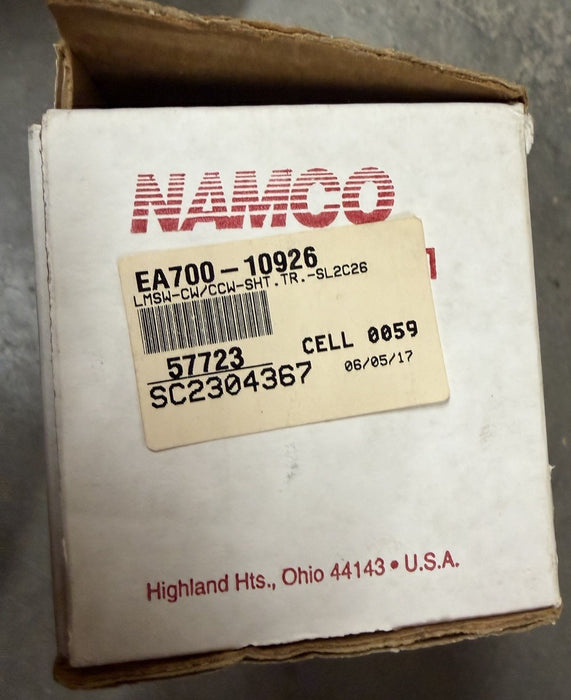 NAMCO
EA700-10926
LMSW-CW/CCW-SHT.TR.-SL2C26
57723
CELL 0059
SC2304367
06/05/17
Highland Hts., Ohio 44143 • U.S.A.